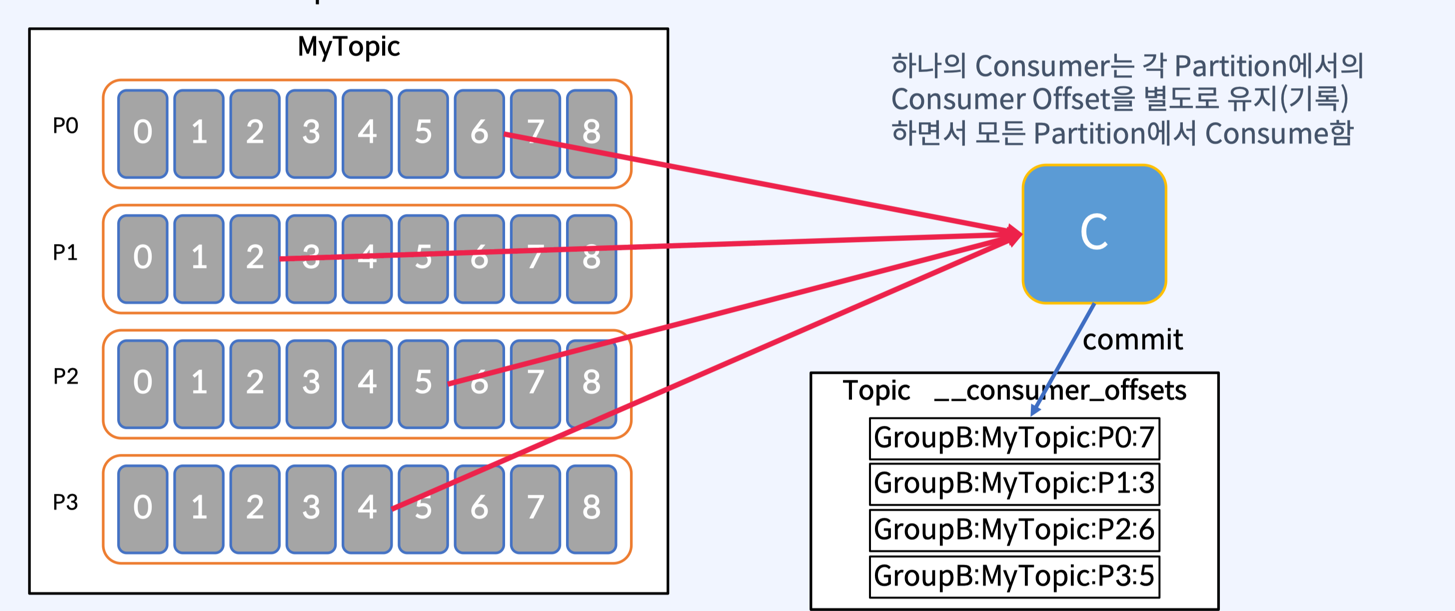 MyTopic
P0
0 1 2 3 4 5 6 7 8
P1
0 1 2 3 4 5 6 7 8
P2
0 1 2 3 4 5 6 7 8
P3
0 1 2 3 4 5 6 7 8
하나의 Consumer는 각 Partition에서의
Consumer Offset을 별도로 유지(기록)
하면서 모든 Partition에서 Consume함
C
commit
Topic __consumer_offsets
GroupB:MyTopic:P0:7
GroupB:MyTopic:P1:3
GroupB:MyTopic:P2:6
GroupB:MyTopic:P3:5